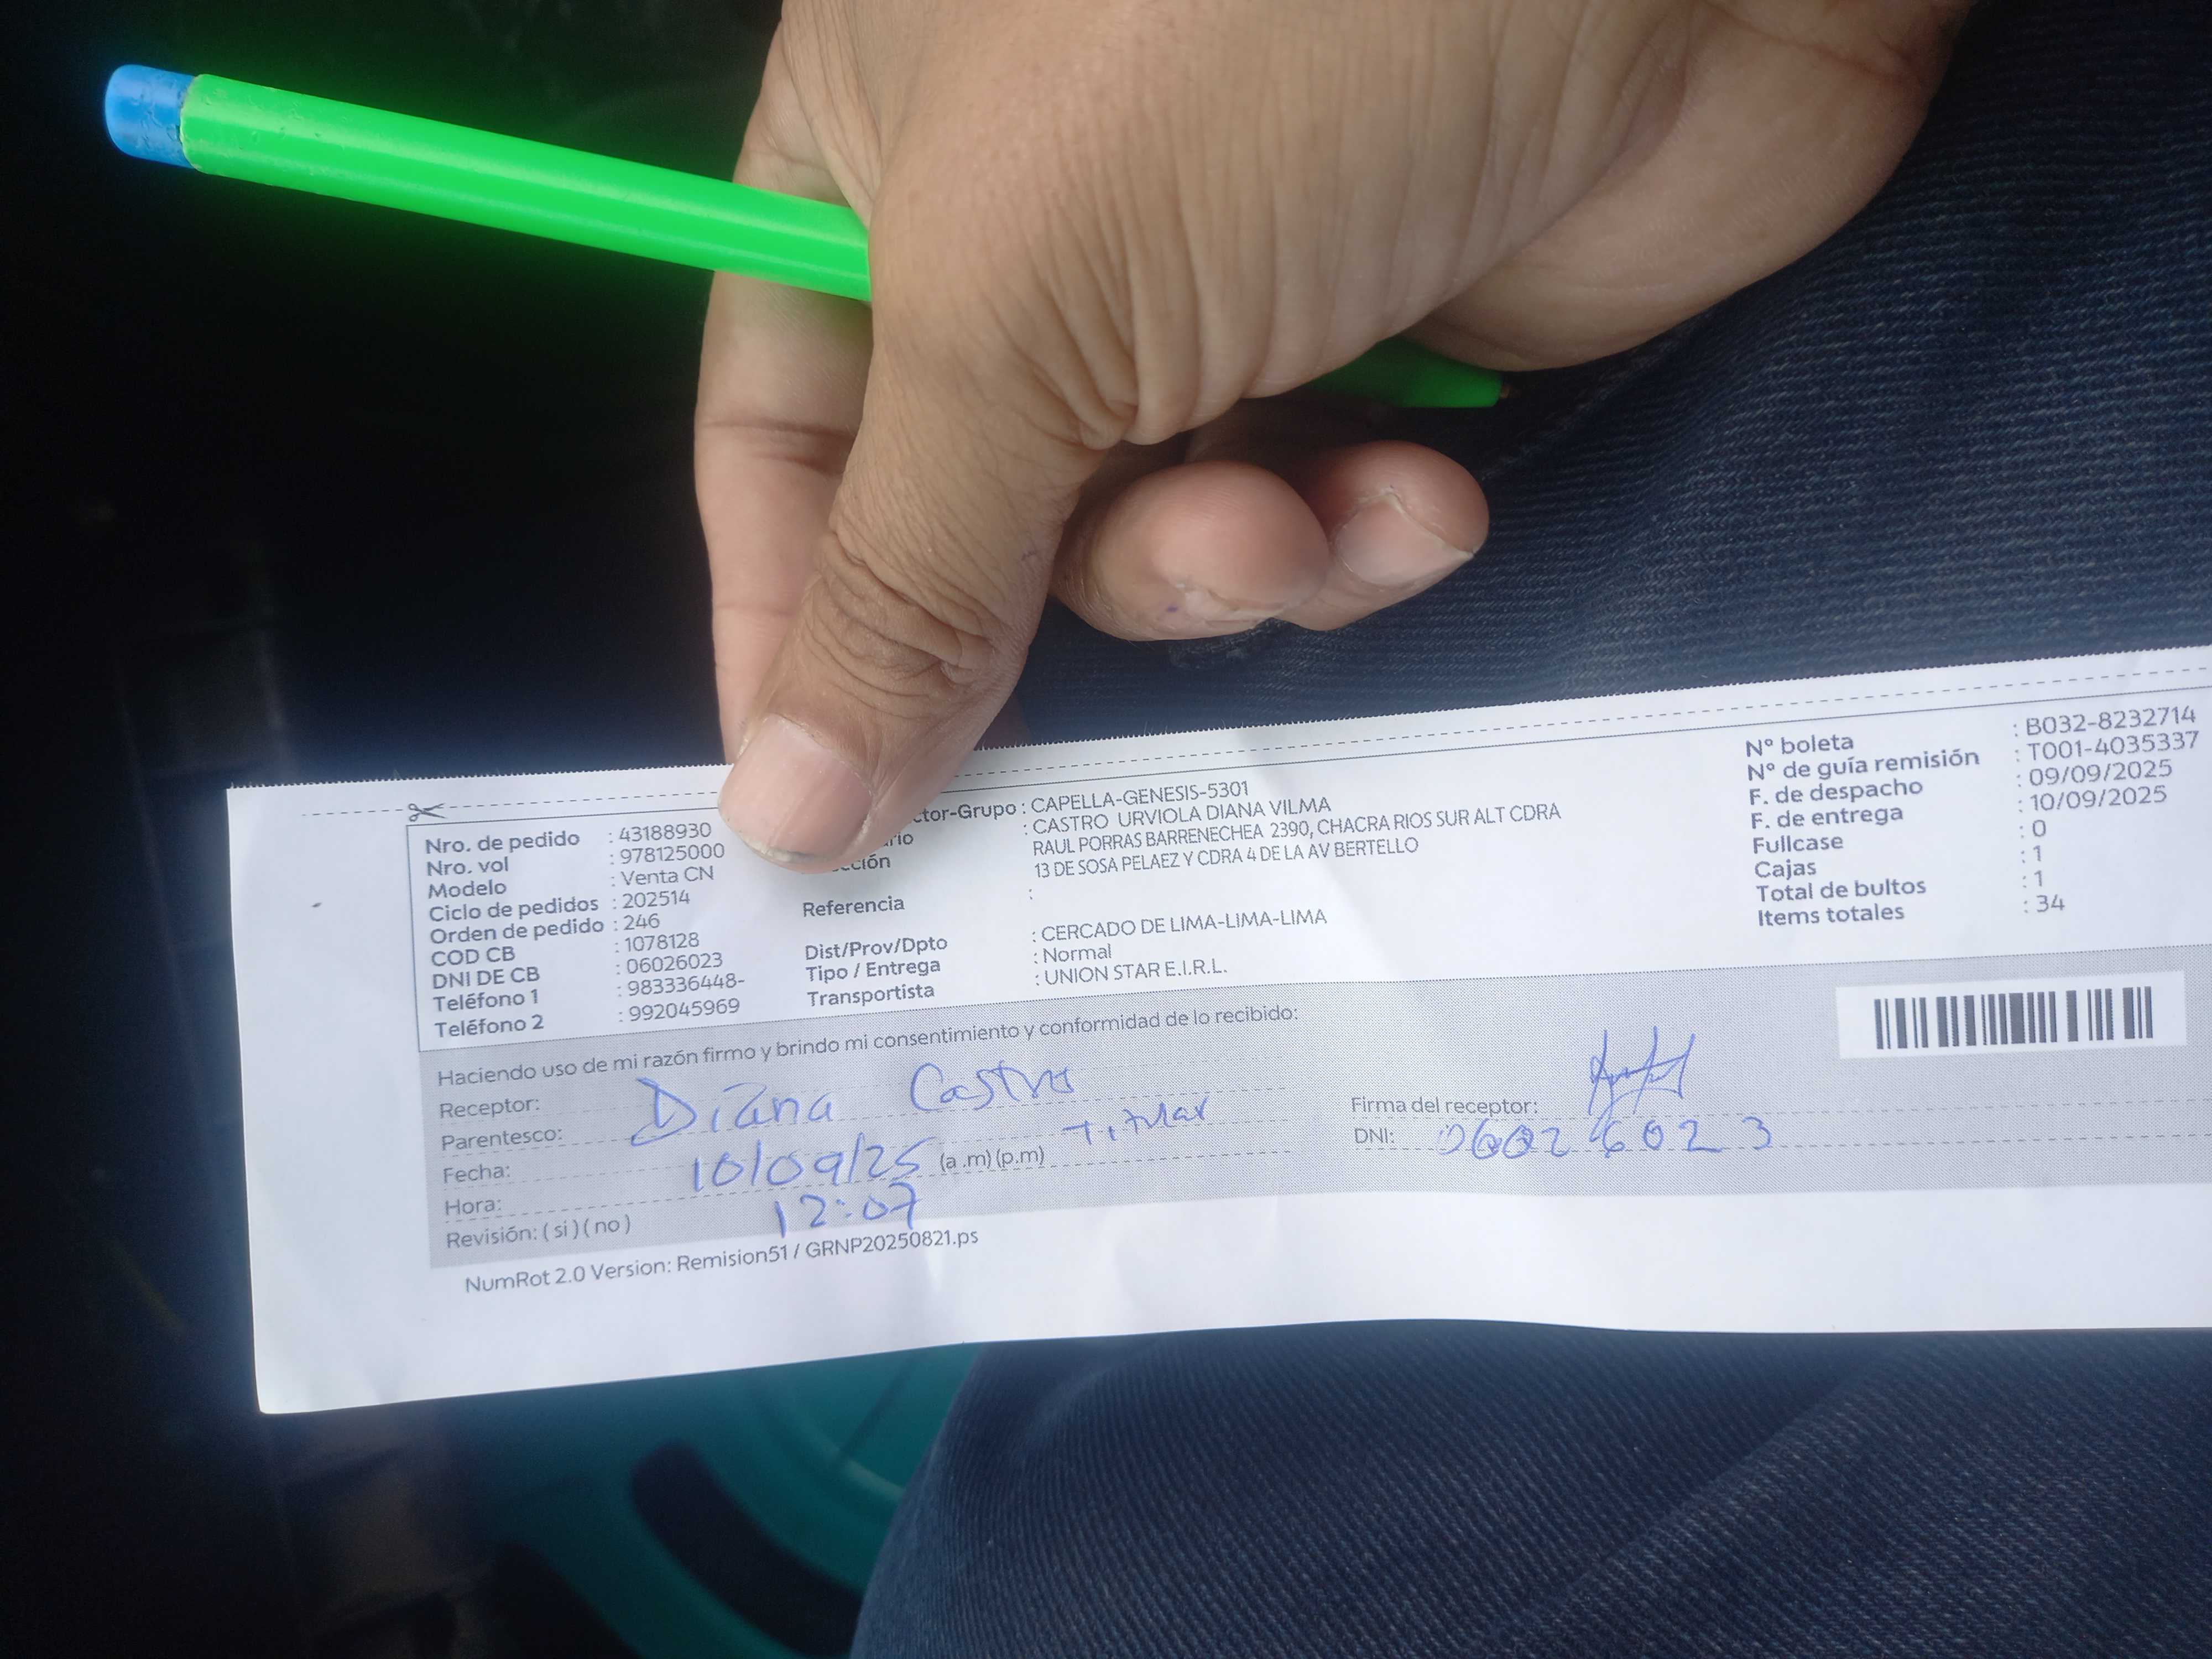 Nro. de pedido : 43188930
Nro. vol : 978125000
Modelo : Venta CN
Ciclo de pedidos : 202514
Orden de pedido : 246
COD CB : 1078128
DNI DE CB : 06026023
Teléfono 1 : 983336448-
Teléfono 2 : 992045969
ctor-Grupo : CAPELLA-GENESIS-5301
rio : CASTRO URVIOLA DIANA VILMA
cción RAUL PORRAS BARRENECHEA 2390, CHACRA RIOS SUR ALT CDRA
13 DE SOSA PELAEZ Y CDRA 4 DE LA AV BERTELLO
Referencia :
Dist/Prov/Dpto : CERCADO DE LIMA-LIMA-LIMA
Tipo / Entrega : Normal
Transportista : UNION STAR E.I.R.L.
Nº boleta : B032-8232714
Nº de guía remisión : T001-4035337
F. de despacho : 09/09/2025
F. de entrega : 10/09/2025
Fullcase : 0
Cajas : 1
Total de bultos : 1
Items totales : 34
Haciendo uso de mi razón firmo y brindo mi consentimiento y conformidad de lo recibido:
Receptor: Diana Castro
Parentesco: Titular
Fecha: 10/09/25 (a .m) (p.m)
Hora: 12:07
Revisión: ( si ) ( no )
Firma del receptor:
DNI: 06026023
NumRot 2.0 Version: Remision51 / GRNP20250821.ps